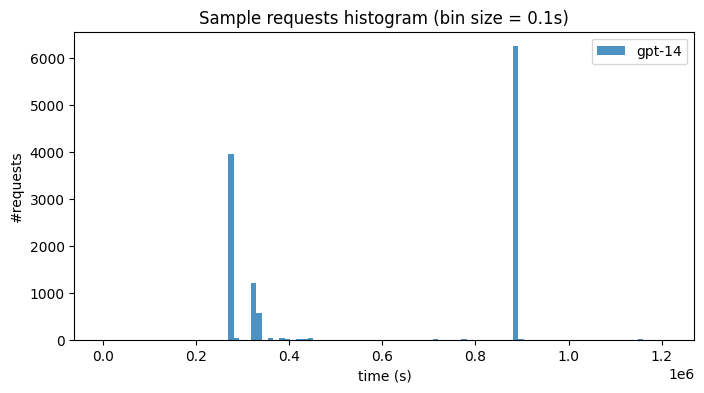 Sample requests histogram (bin size = 0.1s)
gpt-14
#requests
6000
5000
4000
3000
2000
1000
0
0.0 0.2 0.4 0.6 0.8 1.0 1.2
1e6
time (s)